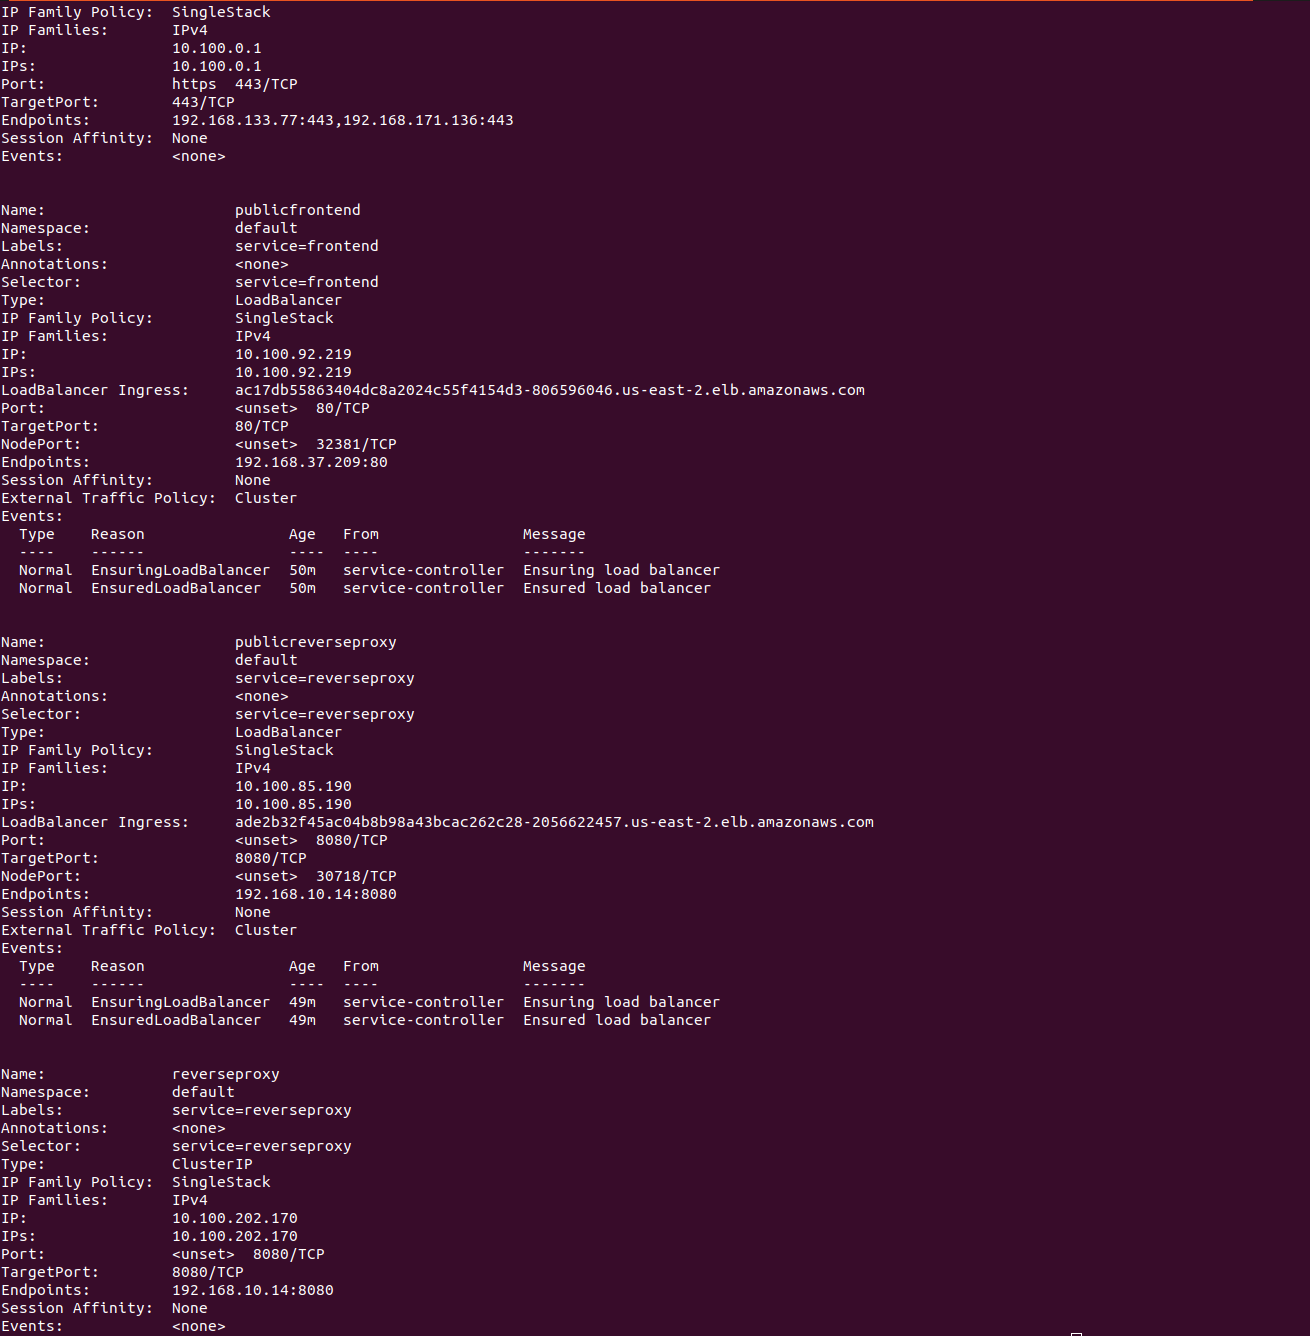 IP Family Policy:  SingleStack
IP Families:       IPv4
IP:                10.100.0.1
IPs:               10.100.0.1
Port:              https  443/TCP
TargetPort:        443/TCP
Endpoints:         192.168.133.77:443,192.168.171.136:443
Session Affinity:  None
Events:            <none>

Name:                     publicfrontend
Namespace:                default
Labels:                   service=frontend
Annotations:              <none>
Selector:                 service=frontend
Type:                     LoadBalancer
IP Family Policy:         SingleStack
IP Families:              IPv4
IP:                       10.100.92.219
IPs:                      10.100.92.219
LoadBalancer Ingress:     ac17db55863404dc8a2024c55f4154d3-806596046.us-east-2.elb.amazonaws.com
Port:                     <unset>  80/TCP
TargetPort:               80/TCP
NodePort:                 <unset>  32381/TCP
Endpoints:                192.168.37.209:80
Session Affinity:         None
External Traffic Policy:  Cluster
Events:
  Type    Reason                Age   From                Message
  ----    ------                ----  ----                -------
  Normal  EnsuringLoadBalancer  50m   service-controller  Ensuring load balancer
  Normal  EnsuredLoadBalancer   50m   service-controller  Ensured load balancer

Name:                     publicreverseproxy
Namespace:                default
Labels:                   service=reverseproxy
Annotations:              <none>
Selector:                 service=reverseproxy
Type:                     LoadBalancer
IP Family Policy:         SingleStack
IP Families:              IPv4
IP:                       10.100.85.190
IPs:                      10.100.85.190
LoadBalancer Ingress:     ade2b32f45ac04b8b98a43bcac262c28-2056622457.us-east-2.elb.amazonaws.com
Port:                     <unset>  8080/TCP
TargetPort:               8080/TCP
NodePort:                 <unset>  30718/TCP
Endpoints:                192.168.10.14:8080
Session Affinity:         None
External Traffic Policy:  Cluster
Events:
  Type    Reason                Age   From                Message
  ----    ------                ----  ----                -------
  Normal  EnsuringLoadBalancer  49m   service-controller  Ensuring load balancer
  Normal  EnsuredLoadBalancer   49m   service-controller  Ensured load balancer

Name:              reverseproxy
Namespace:         default
Labels:            service=reverseproxy
Annotations:       <none>
Selector:          service=reverseproxy
Type:              ClusterIP
IP Family Policy:  SingleStack
IP Families:       IPv4
IP:                10.100.202.170
IPs:               10.100.202.170
Port:              <unset>  8080/TCP
TargetPort:        8080/TCP
Endpoints:         192.168.10.14:8080
Session Affinity:  None
Events:            <none>